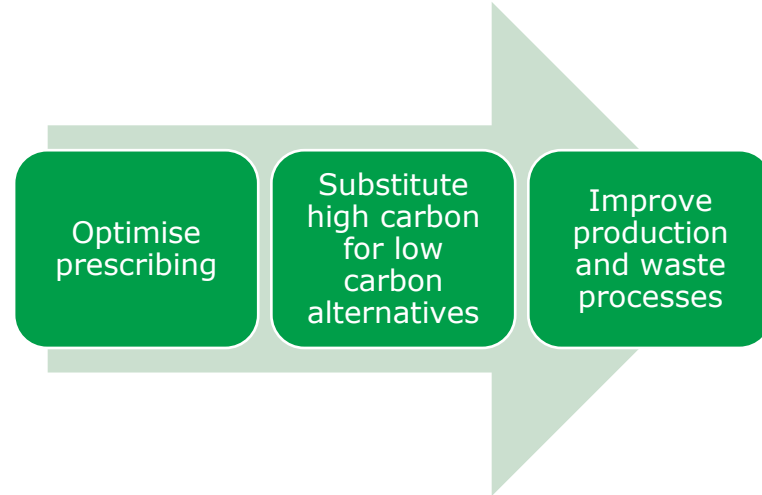 Optimise
prescribing
Substitute
high carbon
for low
carbon
alternatives
Improve
production
and waste
processes